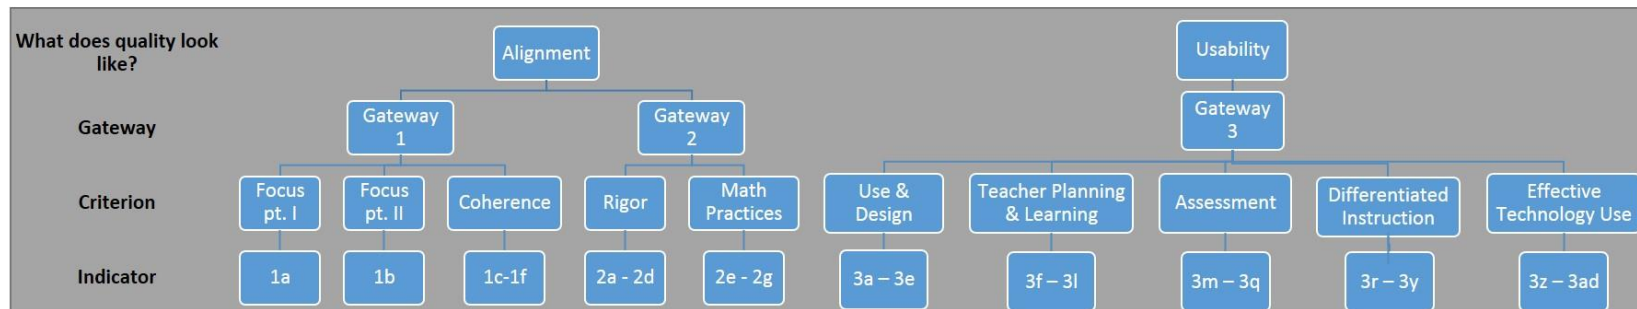 What does quality look
like?
Alignment
Usability
Gateway
Gateway
1
Gateway
2
Gateway
3
Criterion
Focus
pt. I
Focus
pt. II
Coherence
Rigor
Math
Practices
Use &
Design
Teacher Planning
& Learning
Assessment
Differentiated
Instruction
Effective
Technology Use
Indicator
1a
1b
1c-1f
2a - 2d
2e - 2g
3a – 3e
3f – 3l
3m – 3q
3r – 3y
3z – 3ad